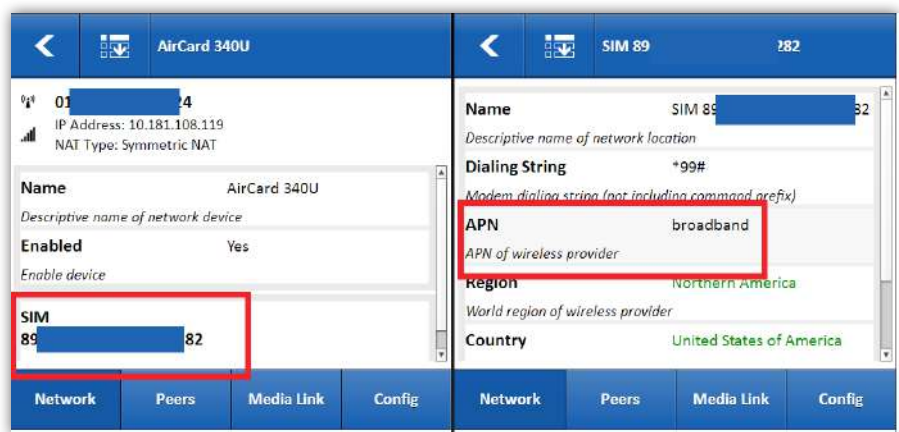 AirCard 340U
01 24
IP Address: 10.181.108.119
NAT Type: Symmetric NAT
Name AirCard 340U
Descriptive name of network device
Enabled Yes
Enable device
SIM
89 82
Network Peers Media Link Config
SIM 89 282
Name SIM 89 82
Descriptive name of network location
Dialing String *99#
Modem dialing string (not including command prefix)
APN broadband
APN of wireless provider
Region Northern America
World region of wireless provider
Country United States of America
Network Peers Media Link Config